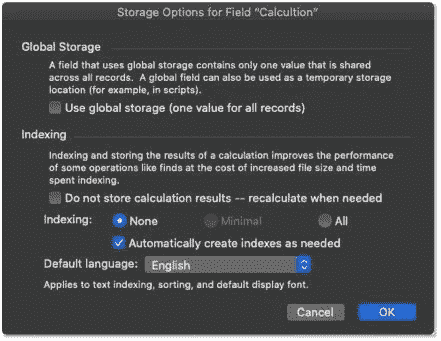 Storage Options for Field “Calcultion”
Global Storage
A field that uses global storage contains only one value that is shared
across all records. A global field can also be used as a temporary storage
location (for example, in scripts).
Use global storage (one value for all records)
Indexing
Indexing and storing the results of a calculation improves the performance
of some operations like finds at the cost of increased file size and time
spent indexing.
Do not store calculation results -- recalculate when needed
Indexing: None Minimal All
Automatically create indexes as needed
Default language: English
Applies to text indexing, sorting, and default display font.
Cancel OK